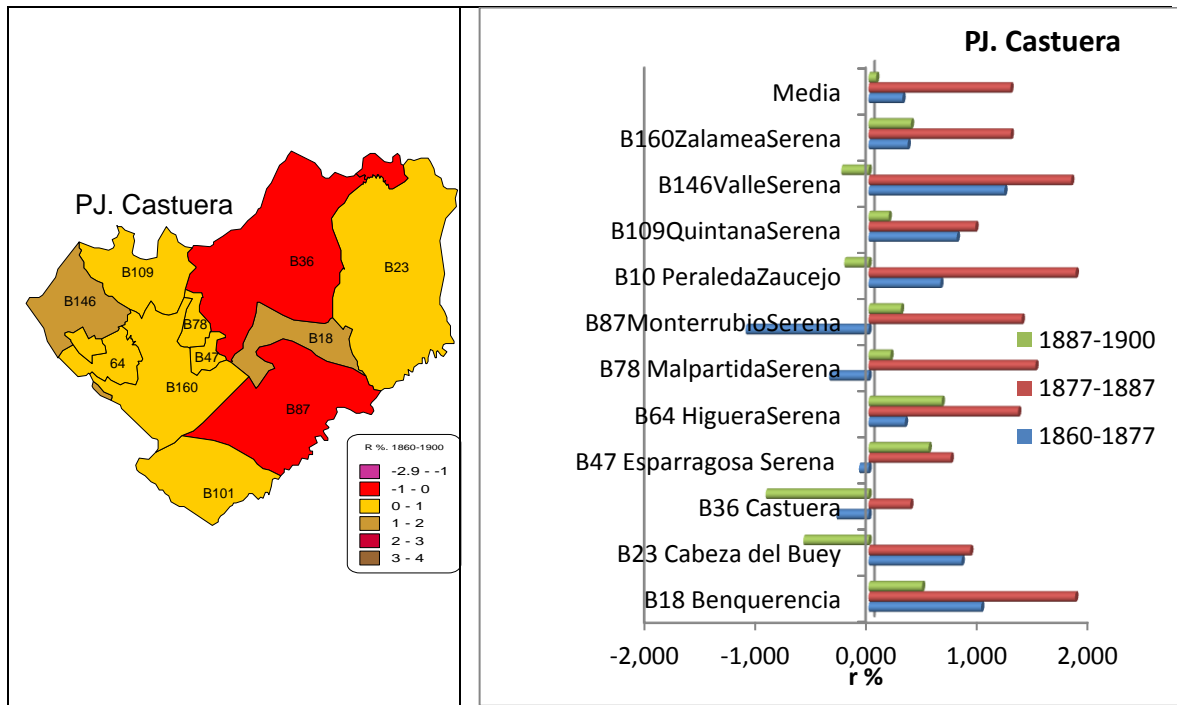 PJ. Castuera
B36
B23
B109
B146
B78
B18
B47
64
B160
B87
B101
R %. 1860-1900
-2.9 - -1
-1 - 0
0 - 1
1 - 2
2 - 3
3 - 4
PJ. Castuera
Media
B160ZalameaSerena
B146ValleSerena
B109QuintanaSerena
B10 PeraledaZaucejo
B87MonterrubioSerena
B78 MalpartidaSerena
B64 HigueraSerena
B47 Esparragosa Serena
B36 Castuera
B23 Cabeza del Buey
B18 Benquerencia
1887-1900
1877-1887
1860-1877
-2,000 -1,000 0,000 1,000 2,000
r %